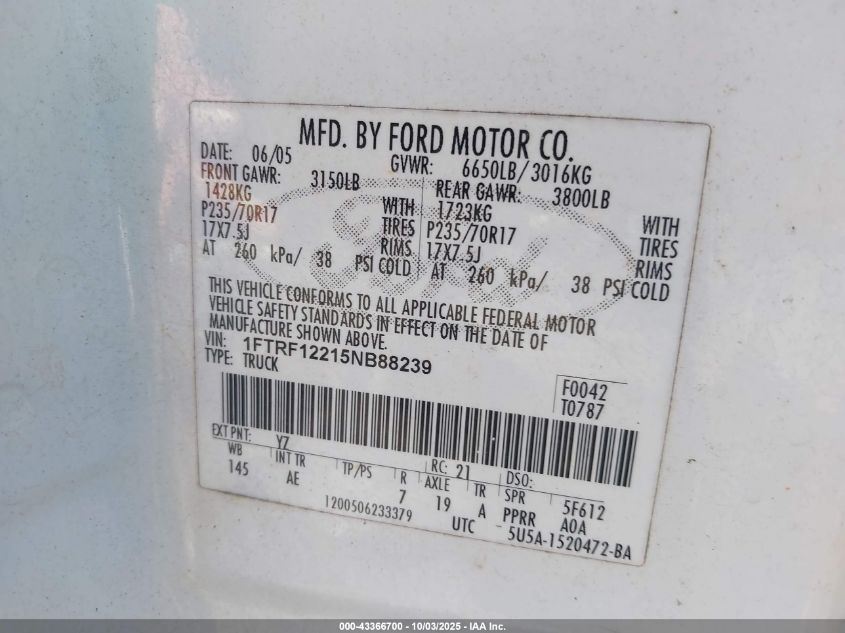 MFD. BY FORD MOTOR CO.
DATE: 06/05 GVWR: 6650LB/3016KG
FRONT GAWR: 3150LB REAR GAWR: 3800LB
1428KG WITH 1723KG WITH
P235/70R17 TIRES P235/70R17 TIRES
17X7.5J RIMS 17X7.5J RIMS
AT 260 kPa/ 38 PSI COLD AT 260 kPa/ 38 PSI COLD
Ford
THIS VEHICLE CONFORMS TO ALL APPLICABLE FEDERAL MOTOR
VEHICLE SAFETY STANDARDS IN EFFECT ON THE DATE OF
MANUFACTURE SHOWN ABOVE.
VIN: 1FTRF12215NB88239
TYPE: TRUCK
F0042
T0787
EXT PNT: Y7 RC: 21 DSO:
WB INT TR TP/PS R AXLE TR SPR 5F612
145 AE 7 19 A PPRR A0A
1200506233379 UTC 5U5A-1520472-BA
000-43366700 - 10/03/2025 - IAA Inc.